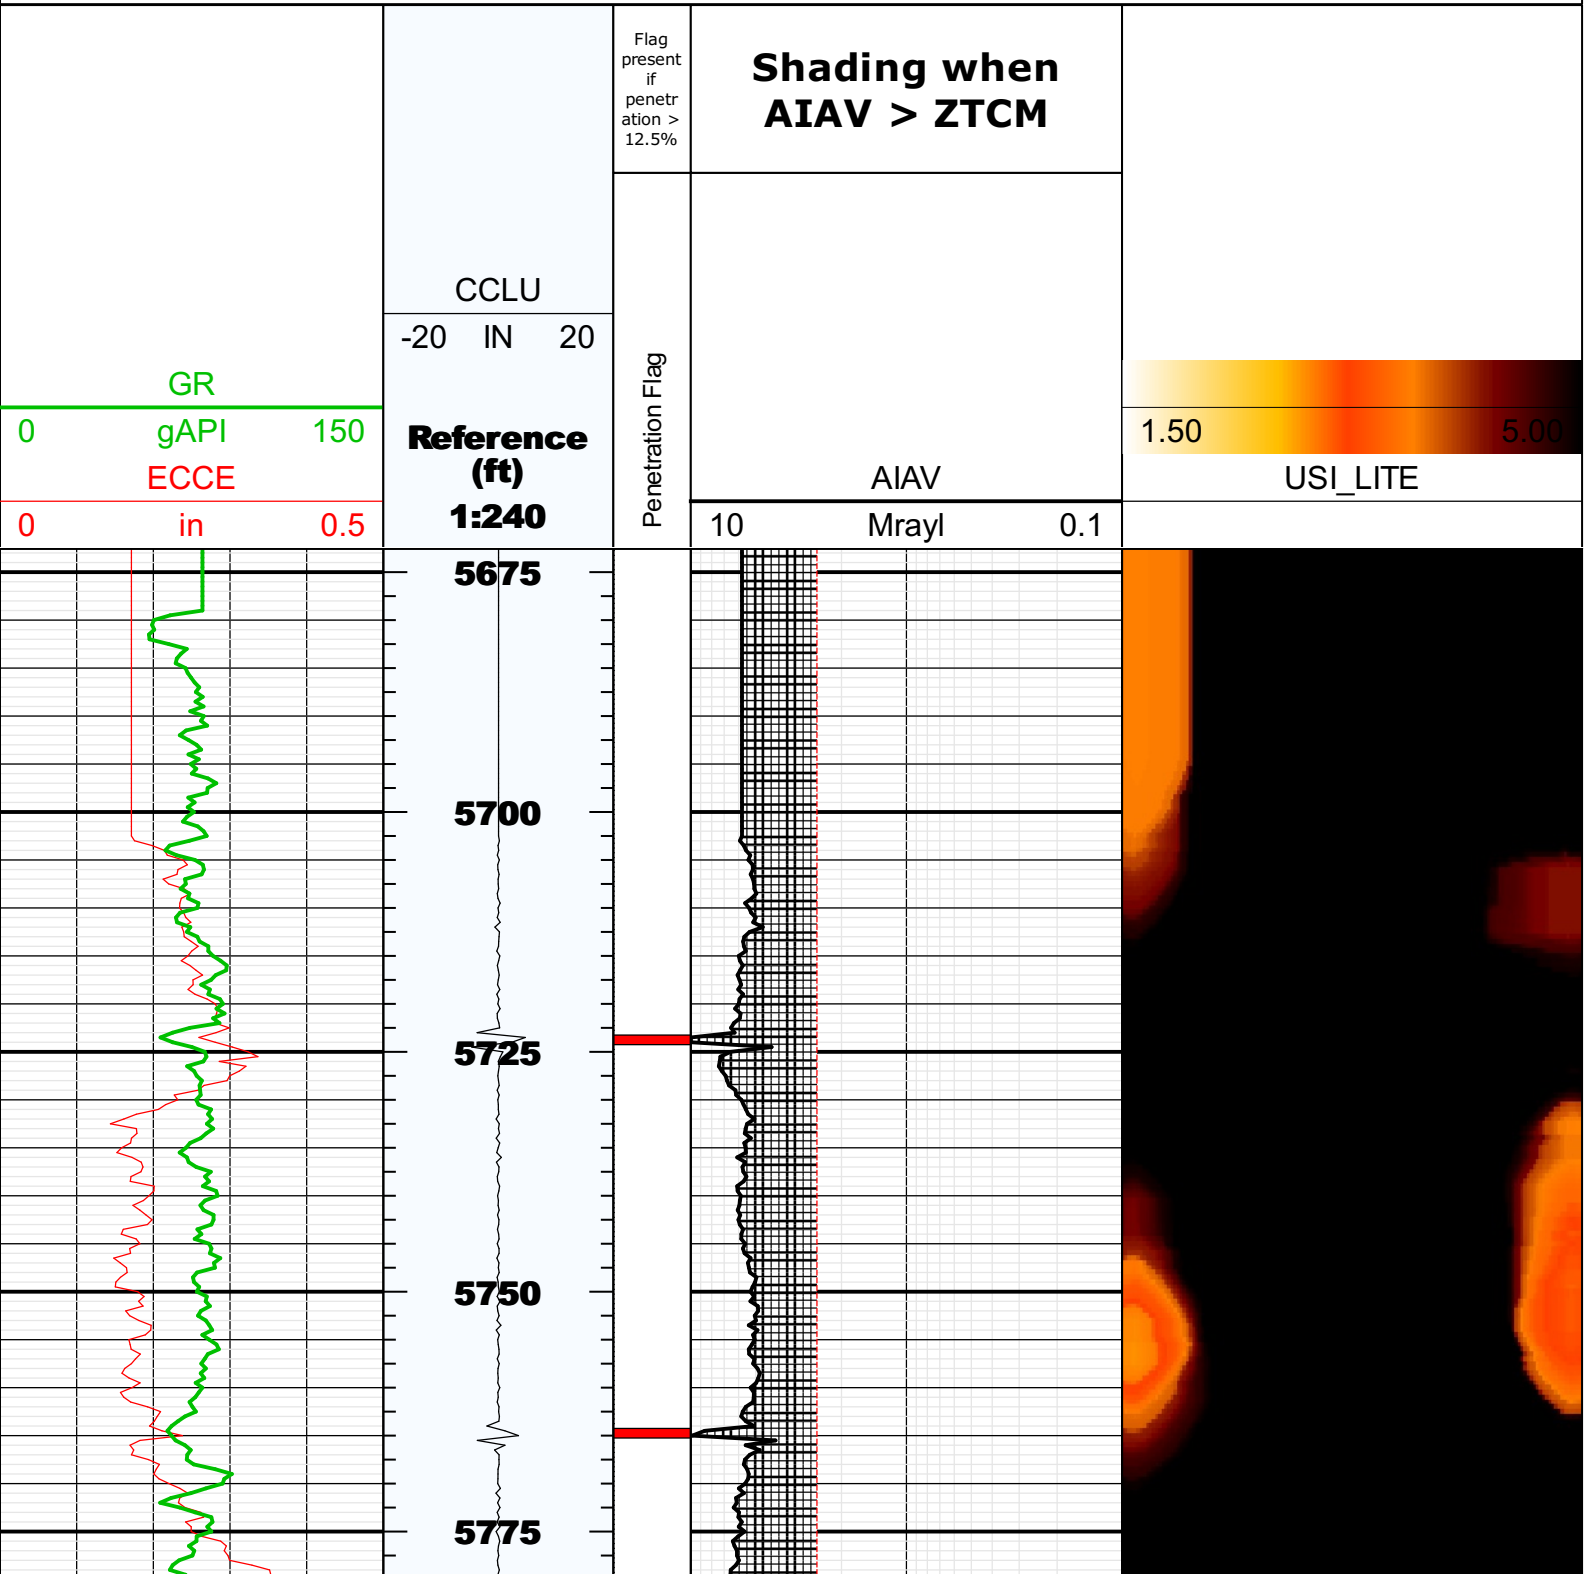 Flag
present
if
penetr
ation >
12.5%
Shading when
AIAV > ZTCM
CCLU
-20 IN 20
GR
0 gAPI 150
ECCE
0 in 0.5
Reference
(ft)
1:240
Penetration Flag
AIAV
10 Mrayl 0.1
1.50 5.00
USI_LITE
5675
5700
5725
5750
5775